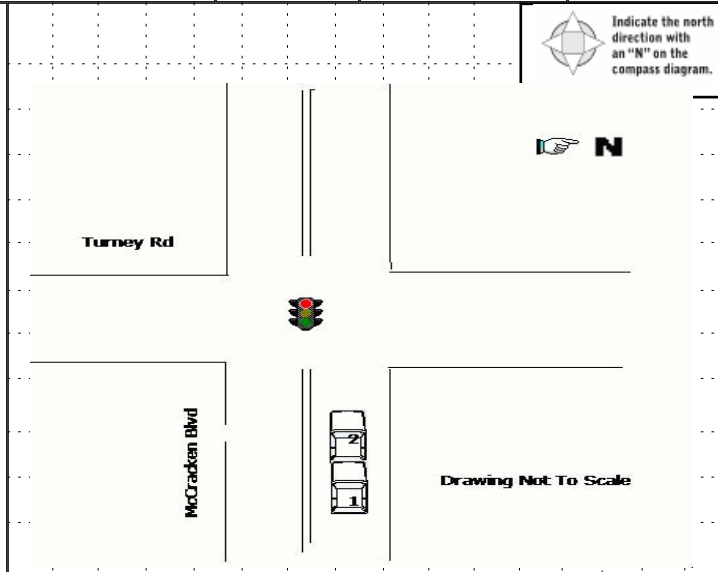 Indicate the north
direction with
an “N” on the
compass diagram.
N
Turney Rd
McCracken Blvd
2
1
Drawing Not To Scale